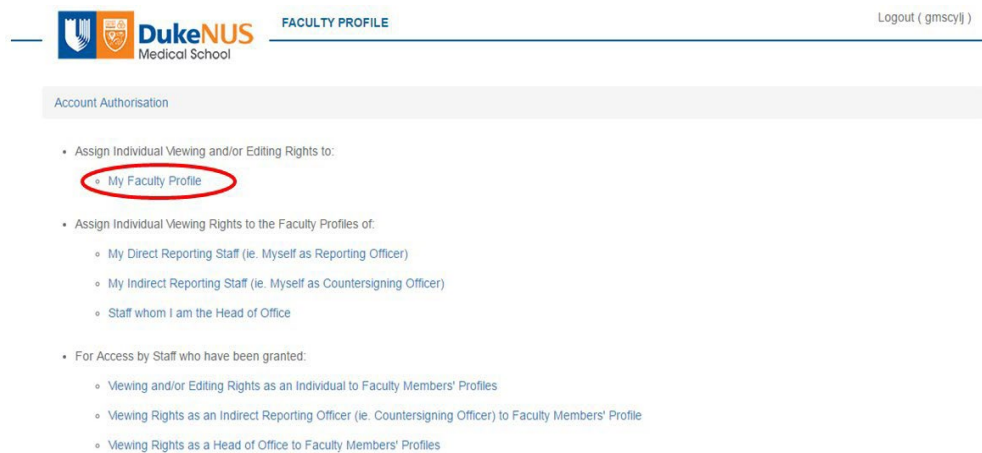 DukeNUS
Medical School
FACULTY PROFILE
Logout ( gmscylj )
Account Authorisation
Assign Individual Viewing and/or Editing Rights to:
My Faculty Profile
Assign Individual Viewing Rights to the Faculty Profiles of:
My Direct Reporting Staff (ie. Myself as Reporting Officer)
My Indirect Reporting Staff (ie. Myself as Countersigning Officer)
Staff whom I am the Head of Office
For Access by Staff who have been granted:
Viewing and/or Editing Rights as an Individual to Faculty Members' Profiles
Viewing Rights as an Indirect Reporting Officer (ie. Countersigning Officer) to Faculty Members' Profile
Viewing Rights as a Head of Office to Faculty Members' Profiles